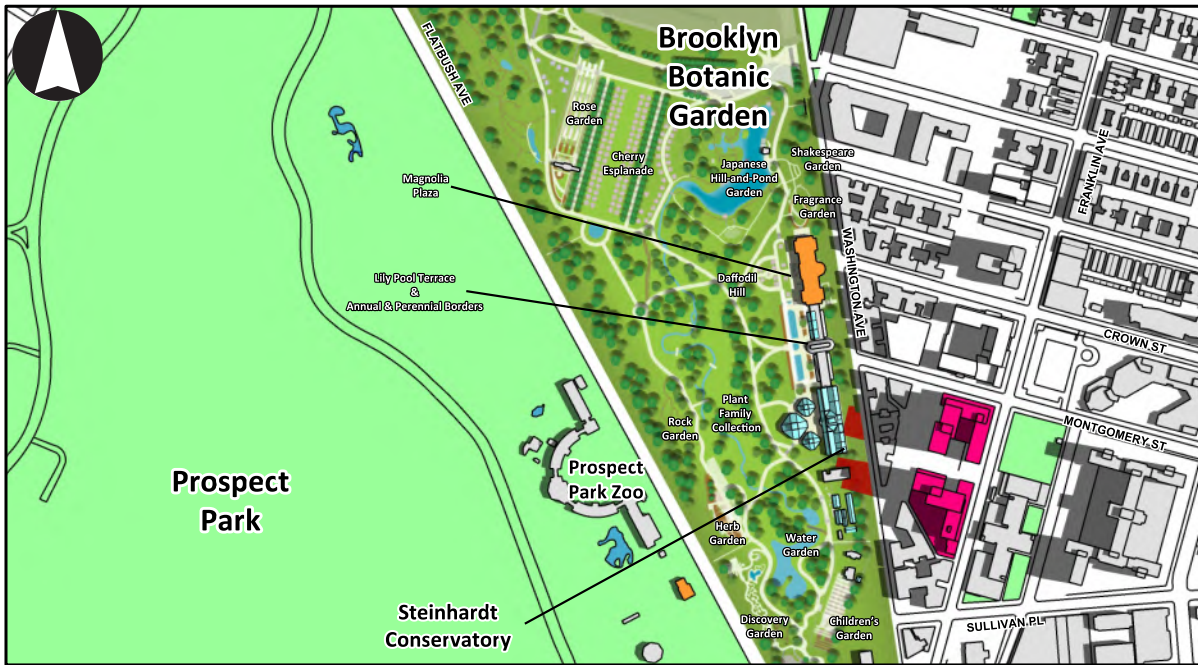 FLATBUSH AVE
Brooklyn
Botanic
Garden
Rose
Garden
Cherry
Esplanade
Japanese
Hill-and-Pond
Garden
Shakespeare
Garden
FRANKLIN AVE
Magnolia
Plaza
Fragrance
Garden
WASHINGTON AVE
Lily Pool Terrace
&
Annual & Perennial Borders
Daffodil
Hill
CROWN ST
Plant
Family
Collection
Rock
Garden
MONTGOMERY ST
Prospect
Park
Prospect
Park Zoo
Herb
Garden
Water
Garden
Steinhardt
Conservatory
Discovery
Garden
Children's
Garden
SULLIVAN PL